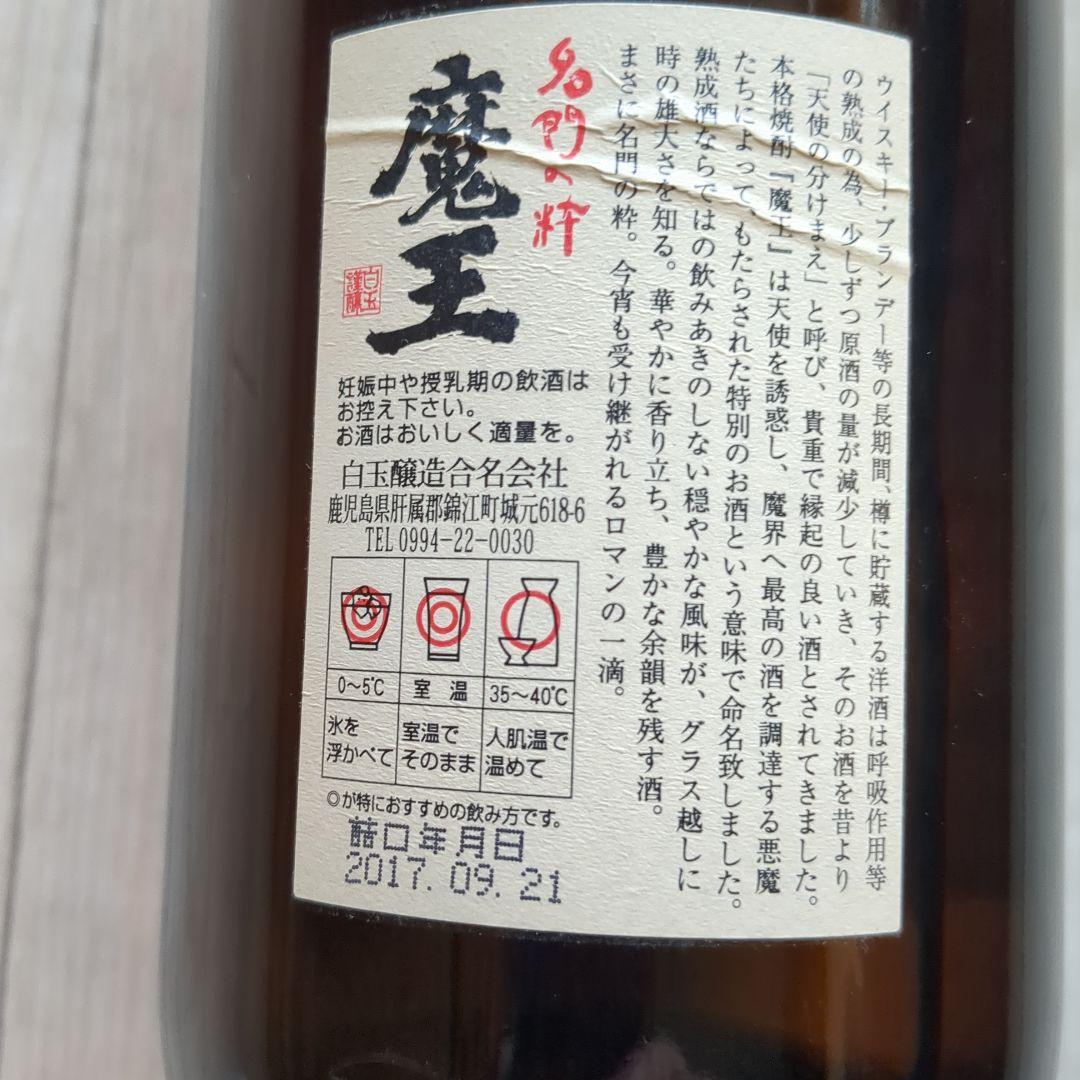 ウイスキー・ブランデー等の長期間、樽に貯蔵する洋酒は呼吸作用等
の熟成の為、少しずつ原酒の量が減少していき、そのお酒を昔より
「天使の分けまえ」と呼び、貴重で縁起の良い酒とされてきました。
本格焼酎『魔王』は天使を誘惑し、魔界へ最高の酒を調達する悪魔
たちによって、もたらされた特別のお酒という意味で命名致しました。
熟成酒ならではの飲みあきのしない穏やかな風味が、グラス越しに
時の雄大さを知る。華やかに香り立ち、豊かな余韻を残す酒。
まさに名門の粋。今宵も受け継がれるロマンの一滴。
名門の粋
魔王
白玉謹醸
妊娠中や授乳期の飲酒は
お控え下さい。
お酒はおいしく適量を。
白玉醸造合名会社
鹿児島県肝属郡錦江町城元618-6
TEL 0994-22-0030
0〜5℃ 室温 35〜40℃
氷を 室温で 人肌温で
浮かべて そのまま 温めて
◎が特におすすめの飲み方です。
詰口年月日
2017.09.21